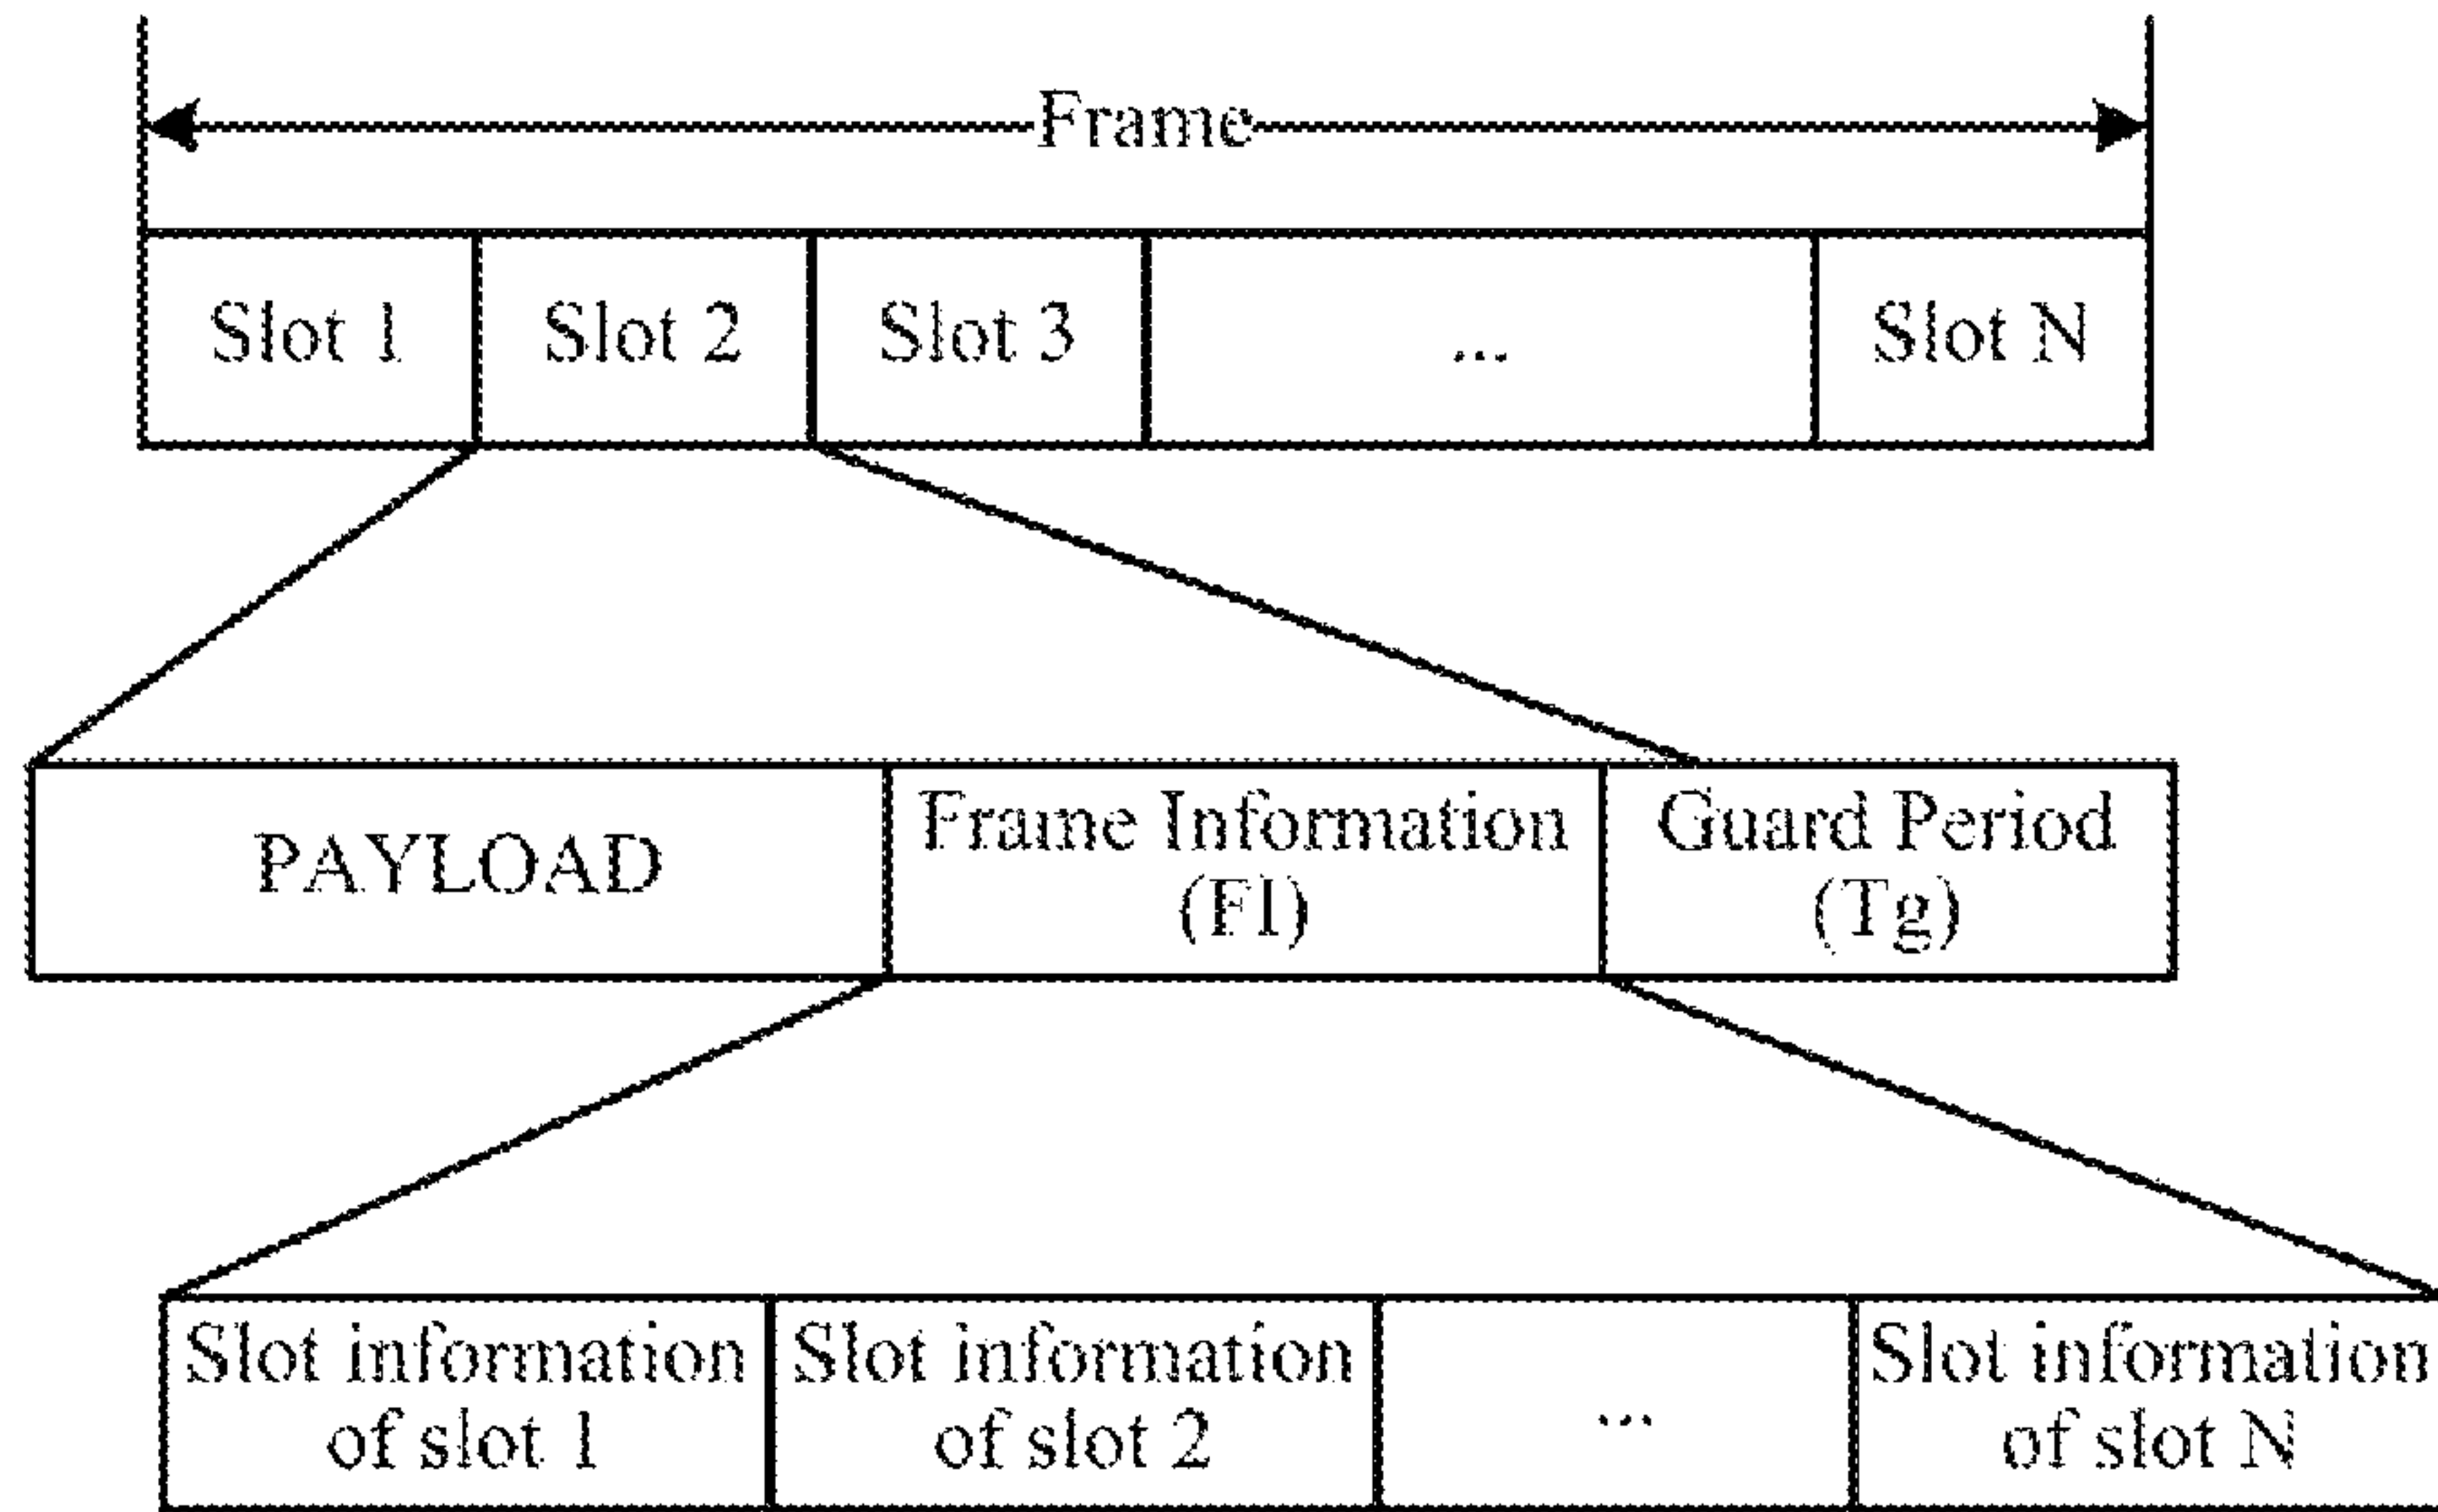 Frame
Slot 1
Slot 2
Slot 3
...
Slot N
PAYLOAD
Frame Information
(FI)
Guard Period
(Tg)
Slot information
of slot 1
Slot information
of slot 2
...
Slot information
of slot N